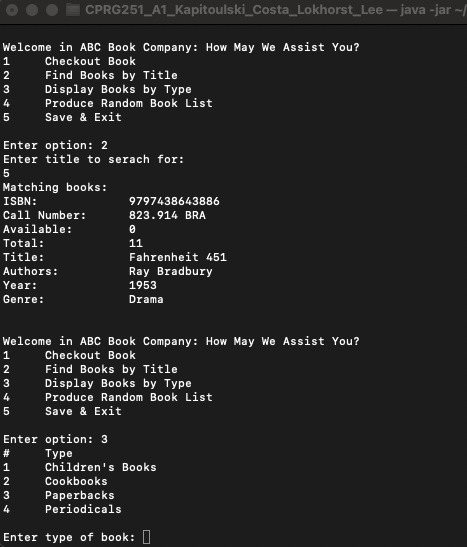 CPRG251_A1_Kapitoulski_Costa_Lokhorst_Lee — java -jar ~/
Welcome in ABC Book Company: How May We Assist You?
1 Checkout Book
2 Find Books by Title
3 Display Books by Type
4 Produce Random Book List
5 Save & Exit
Enter option: 2
Enter title to serach for:
5
Matching books:
ISBN: 9797438643886
Call Number: 823.914 BRA
Available: 0
Total: 11
Title: Fahrenheit 451
Authors: Ray Bradbury
Year: 1953
Genre: Drama
Welcome in ABC Book Company: How May We Assist You?
1 Checkout Book
2 Find Books by Title
3 Display Books by Type
4 Produce Random Book List
5 Save & Exit
Enter option: 3
# Type
1 Children's Books
2 Cookbooks
3 Paperbacks
4 Periodicals
Enter type of book: